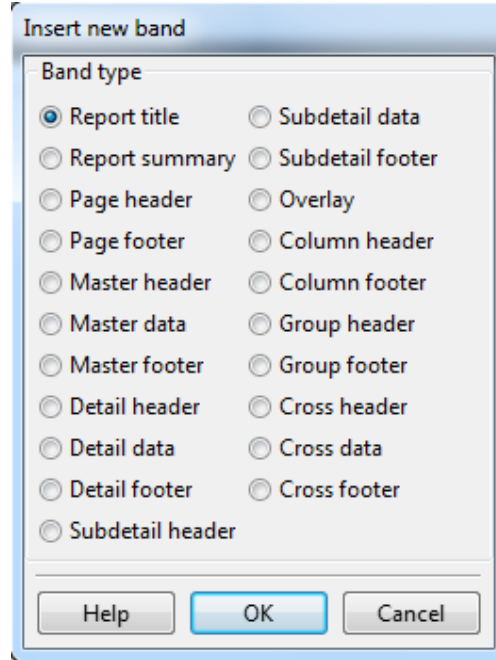 Insert new band
Band type
Report title
Report summary
Page header
Page footer
Master header
Master data
Master footer
Detail header
Detail data
Detail footer
Subdetail header
Subdetail data
Subdetail footer
Overlay
Column header
Column footer
Group header
Group footer
Cross header
Cross data
Cross footer
Help
OK
Cancel